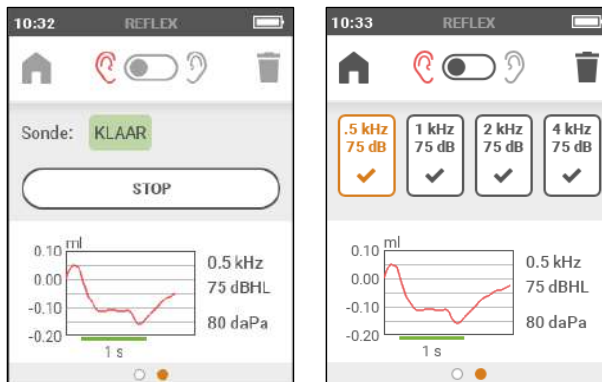 10:32 REFLEX
Sonde: KLAAR
STOP
ml
0.10
0.00
-0.10
-0.20
1 s
0.5 kHz
75 dBHL
80 daPa
10:33 REFLEX
.5 kHz 75 dB
1 kHz 75 dB
2 kHz 75 dB
4 kHz 75 dB
ml
0.10
0.00
-0.10
-0.20
1 s
0.5 kHz
75 dBHL
80 daPa